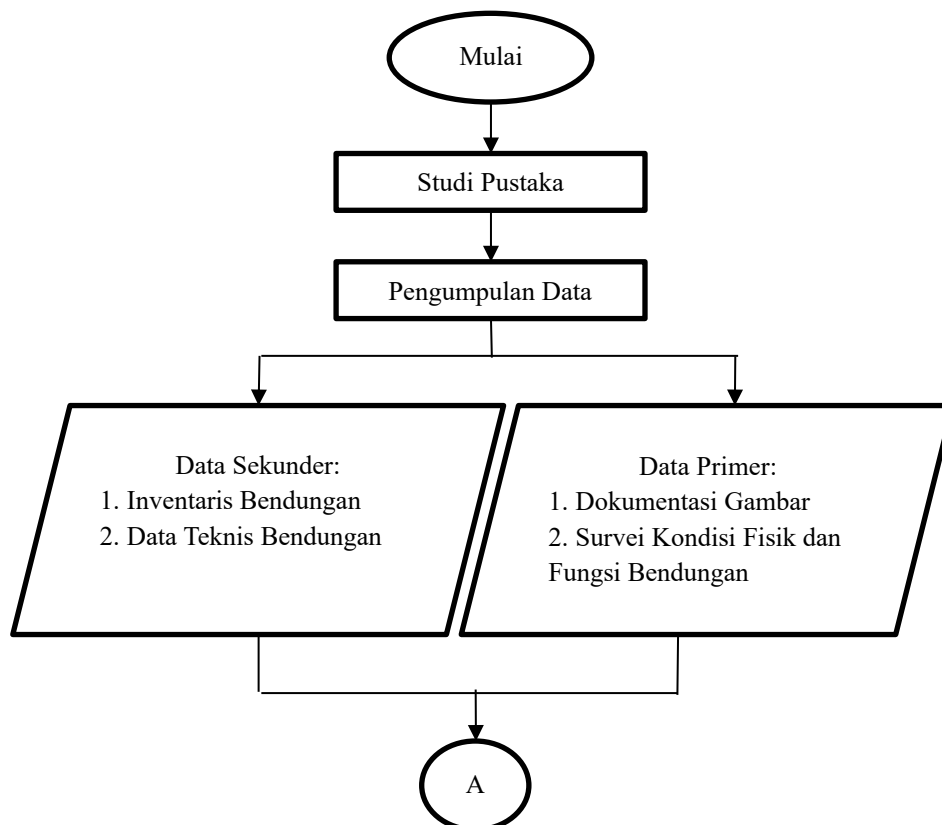 Mulai
Studi Pustaka
Pengumpulan Data
Data Sekunder:
1. Inventaris Bendungan
2. Data Teknis Bendungan
Data Primer:
1. Dokumentasi Gambar
2. Survei Kondisi Fisik dan
Fungsi Bendungan
A